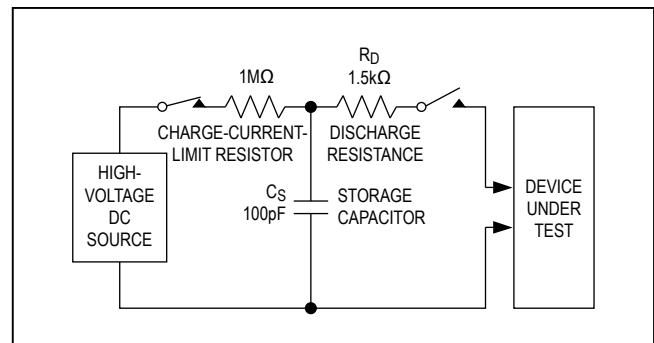 1MΩ
RD
1.5kΩ
CHARGE-CURRENT-
LIMIT RESISTOR
DISCHARGE
RESISTANCE
HIGH-
VOLTAGE
DC
SOURCE
CS
100pF
STORAGE
CAPACITOR
DEVICE
UNDER
TEST